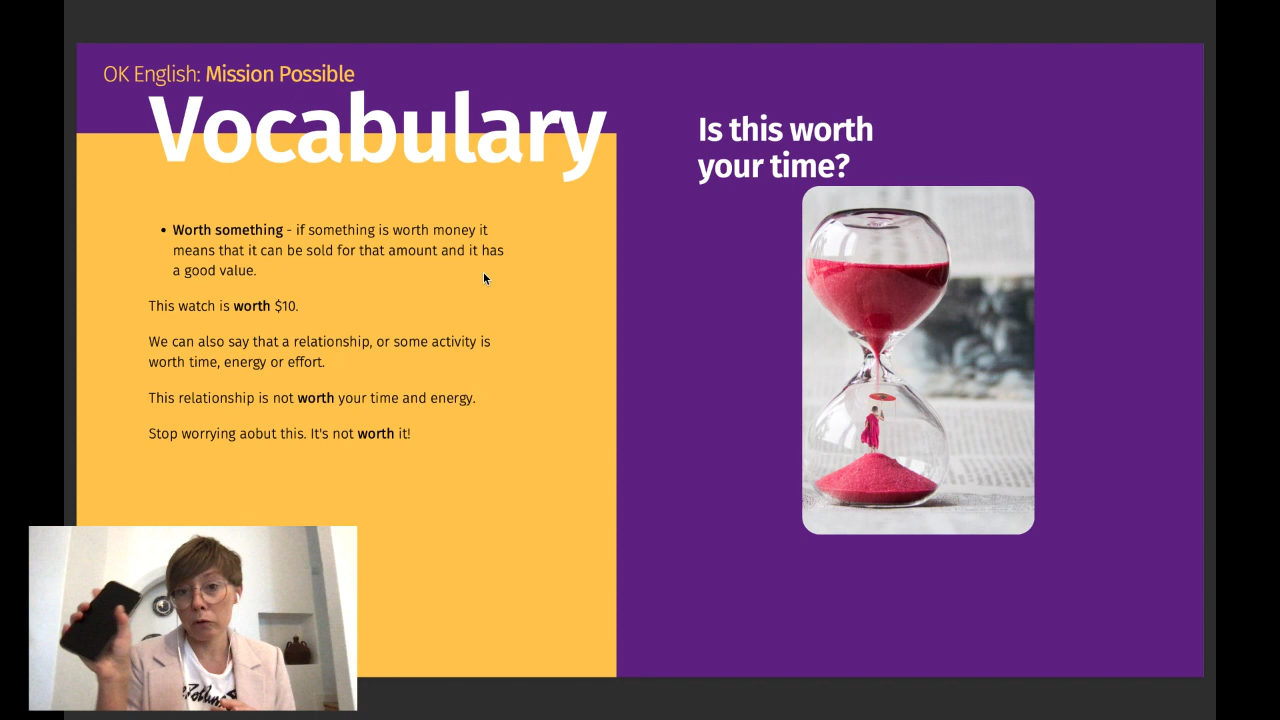 OK English: Mission Possible
Vocabulary
• Worth something - if something is worth money it
means that it can be sold for that amount and it has
a good value.
This watch is worth $10.
We can also say that a relationship, or some activity is
worth time, energy or effort.
This relationship is not worth your time and energy.
Stop worrying aobut this. It's not worth it!
Is this worth
your time?